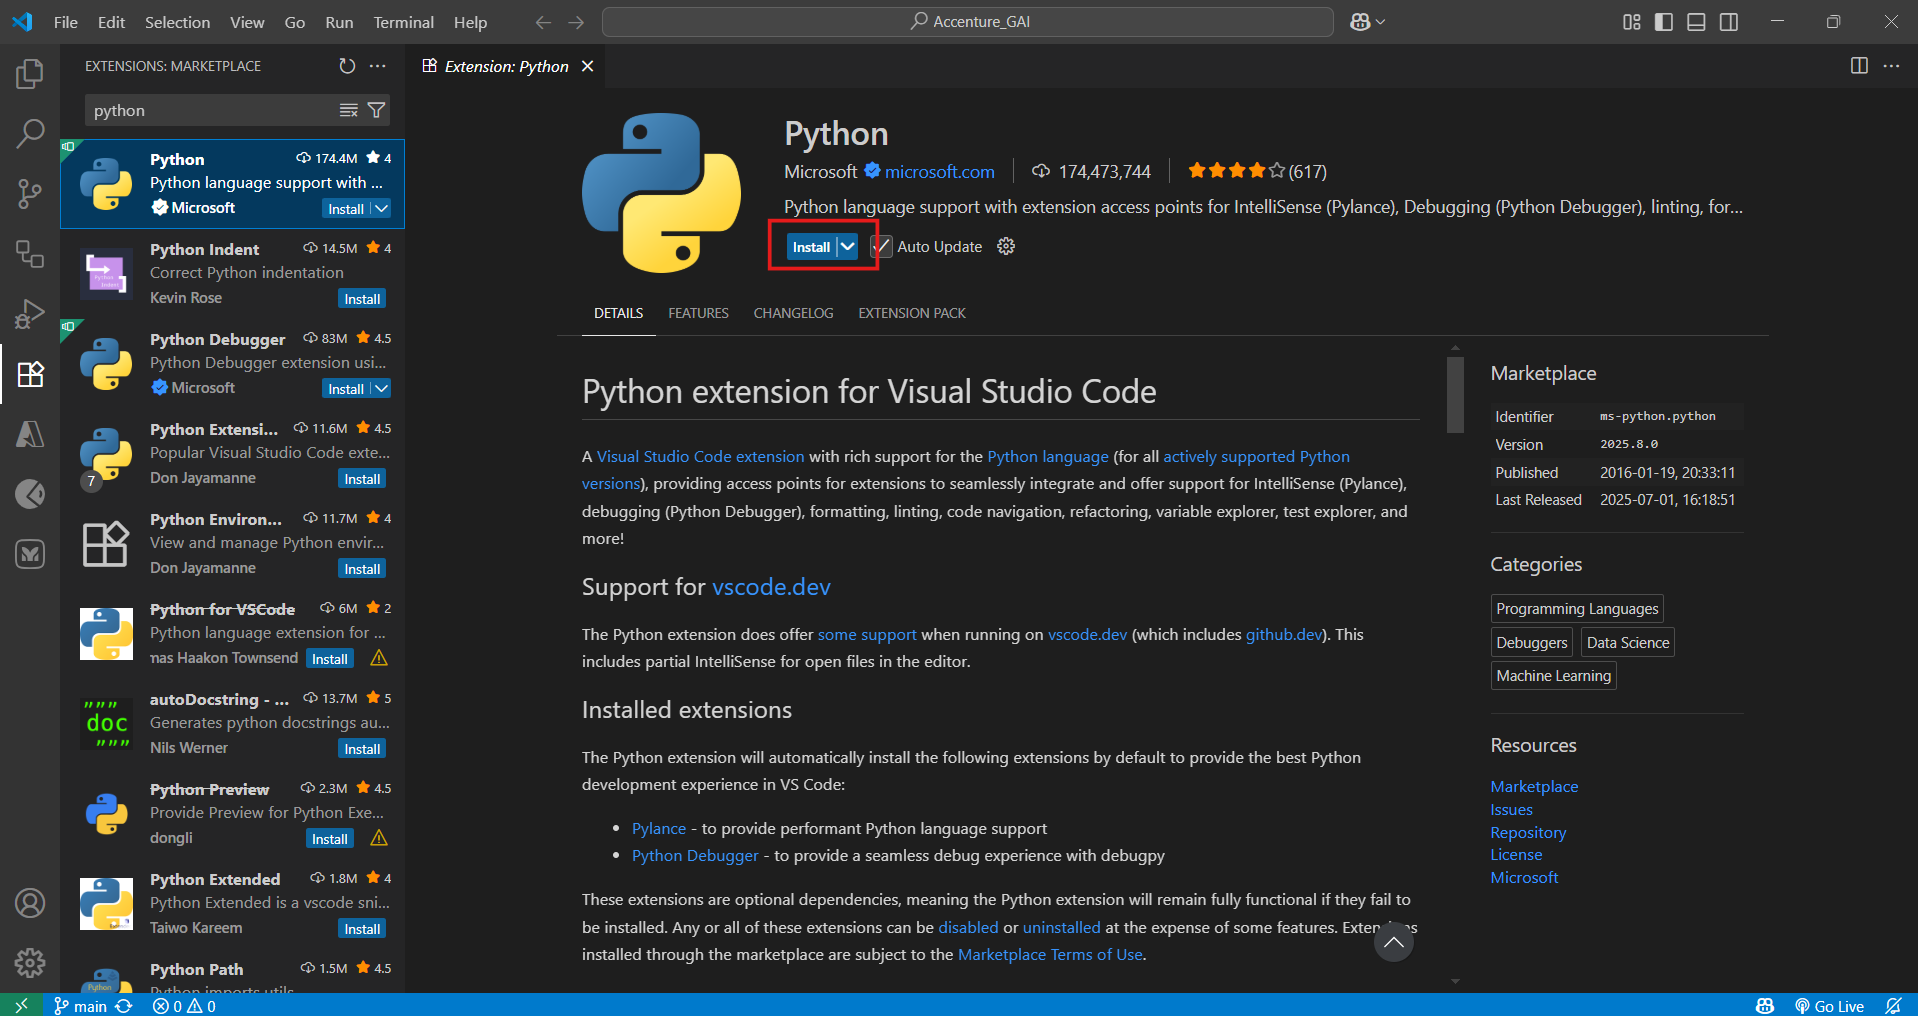 File Edit Selection View Go Run Terminal Help
Accenture_GAI
EXTENSIONS: MARKETPLACE
python
Python 174.4M 4
Python language support with ...
Microsoft Install
Python Indent 14.5M 4
Correct Python indentation
Kevin Rose Install
Python Debugger 83M 4.5
Python Debugger extension usi...
Microsoft Install
Python Extensi... 11.6M 4.5
Popular Visual Studio Code exte...
7
Don Jayamanne Install
Python Environ... 11.7M 4
View and manage Python envir...
Don Jayamanne Install
Python for VSCode 6M 2
Python language extension for ...
mas Haakon Townsend Install
autoDocstring - ... 13.7M 5
""" doc """
Generates python docstrings au...
Nils Werner Install
Python Preview 2.3M 4.5
Provide Preview for Python Exe...
dongli Install
Python Extended 1.8M 4
Python Extended is a vscode sni...
Taiwo Kareem Install
Python Path 1.5M 4.5
Python imports utils
Python
Extension: Python
Python
Microsoft microsoft.com 174,473,744 (617)
Python language support with extension access points for IntelliSense (Pylance), Debugging (Python Debugger), linting, for...
Install Auto Update
DETAILS FEATURES CHANGELOG EXTENSION PACK
Python extension for Visual Studio Code
A Visual Studio Code extension with rich support for the Python language (for all actively supported Python
versions), providing access points for extensions to seamlessly integrate and offer support for IntelliSense (Pylance),
debugging (Python Debugger), formatting, linting, code navigation, refactoring, variable explorer, test explorer, and
more!
Support for vscode.dev
The Python extension does offer some support when running on vscode.dev (which includes github.dev). This
includes partial IntelliSense for open files in the editor.
Installed extensions
The Python extension will automatically install the following extensions by default to provide the best Python
development experience in VS Code:
Pylance - to provide performant Python language support
Python Debugger - to provide a seamless debug experience with debugpy
These extensions are optional dependencies, meaning the Python extension will remain fully functional if they fail to
be installed. Any or all of these extensions can be disabled or uninstalled at the expense of some features. Extensions
installed through the marketplace are subject to the Marketplace Terms of Use.
Marketplace
Identifier ms-python.python
Version 2025.8.0
Published 2016-01-19, 20:33:11
Last Released 2025-07-01, 16:18:51
Categories
Programming Languages
Debuggers Data Science
Machine Learning
Resources
Marketplace
Issues
Repository
License
Microsoft
main 0 0
Go Live